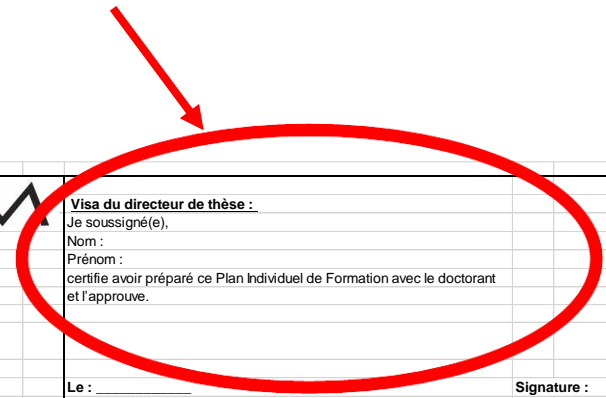 Visa du directeur de thèse :
Je soussigné(e),
Nom :
Prénom :
certifie avoir préparé ce Plan Individuel de Formation avec le doctorant
et l'approuve.
Le : ____________ Signature :